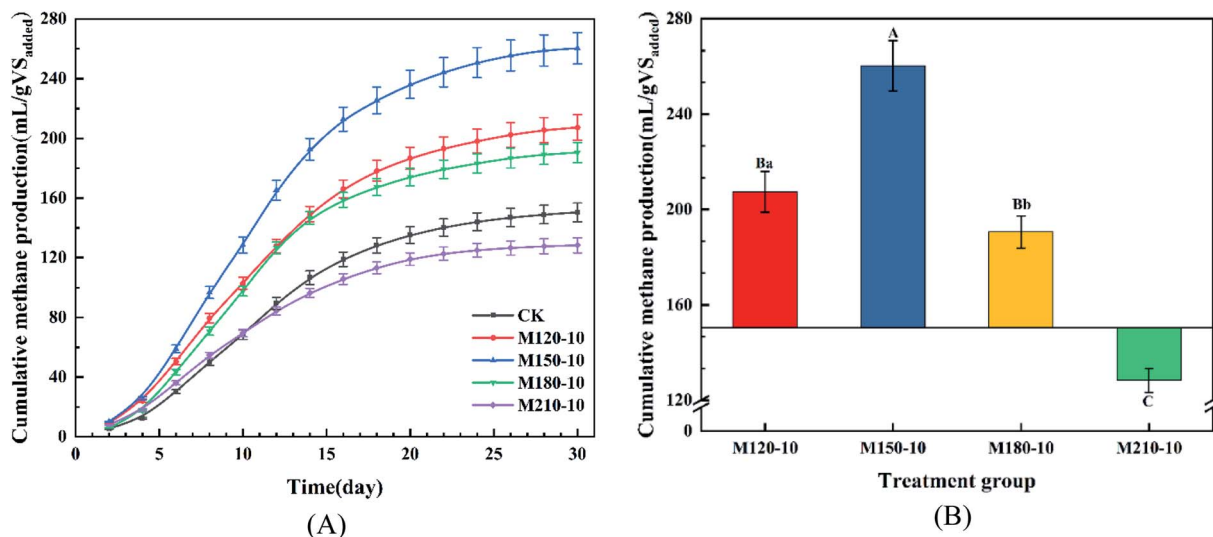 Cumulative methane production(mL/gVSadded)
280
240
200
160
120
80
40
0
0
5
10
15
20
25
30
Time(day)
CK
M120-10
M150-10
M180-10
M210-10
(A)
Cumulative methane production(mL/gVSadded)
280
240
200
160
120
0
Ba
A
Bb
C
M120-10
M150-10
M180-10
M210-10
Treatment group
(B)